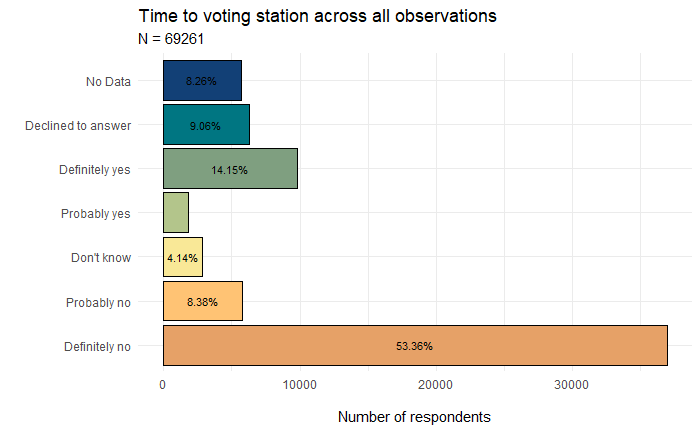 Time to voting station across all observations
N = 69261
No Data
8.26%
Declined to answer
9.06%
Definitely yes
14.15%
Probably yes
Don't know
4.14%
Probably no
8.38%
Definitely no
53.36%
0 10000 20000 30000
Number of respondents